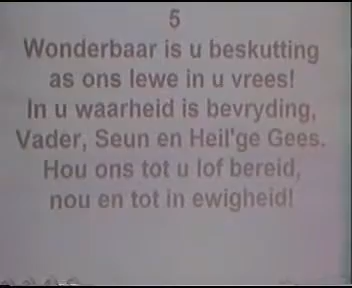 5
Wonderbaar is u beskutting
as ons lewe in u vrees!
In u waarheid is bevryding,
Vader, Seun en Heil'ge Gees.
Hou ons tot u lof bereid,
nou en tot in ewigheid!